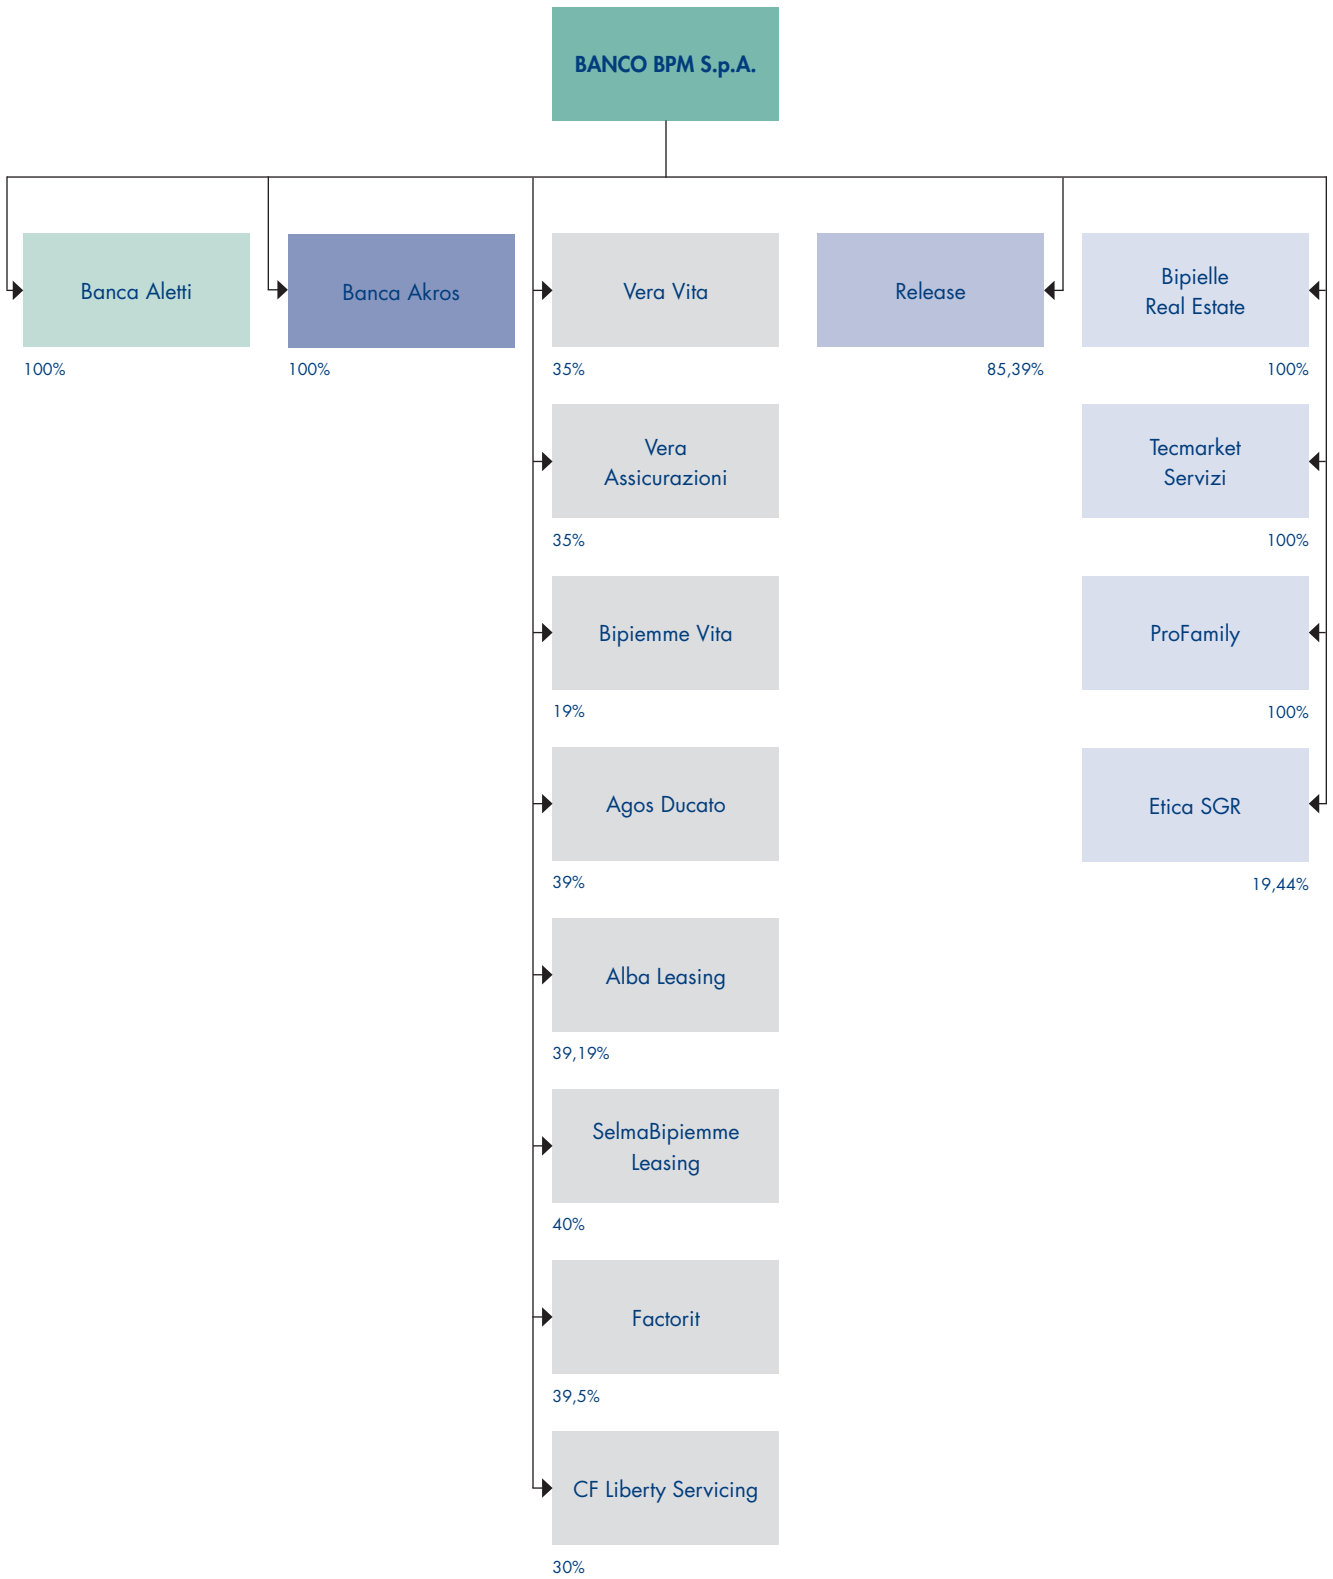 BANCO BPM S.p.A.
Banca Aletti
100%
Banca Akros
100%
Vera Vita
35%
Vera
Assicurazioni
35%
Bipiemme Vita
19%
Agos Ducato
39%
Alba Leasing
39,19%
SelmaBipiemme
Leasing
40%
Factorit
39,5%
CF Liberty Servicing
30%
Release
85,39%
Bipielle
Real Estate
100%
Tecmarket
Servizi
100%
ProFamily
100%
Etica SGR
19,44%